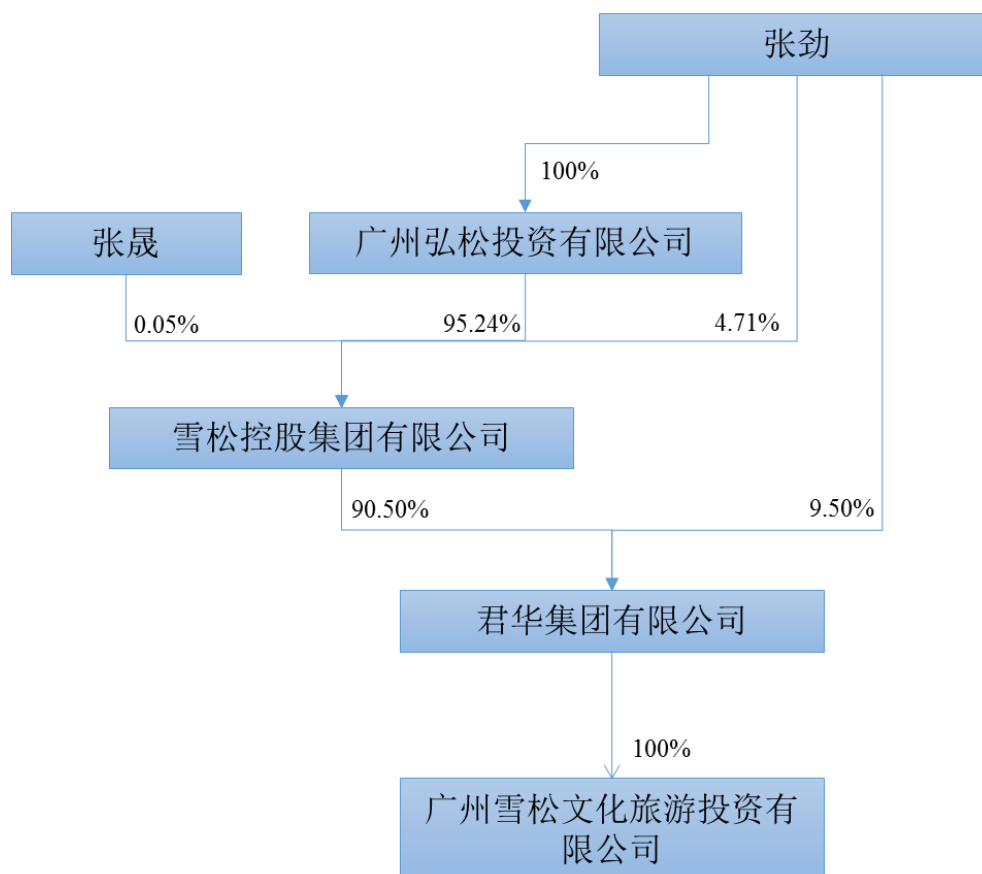 张劲
100%
张晟
广州弘松投资有限公司
0.05%
95.24%
4.71%
雪松控股集团有限公司
90.50%
9.50%
君华集团有限公司
100%
广州雪松文化旅游投资有
限公司